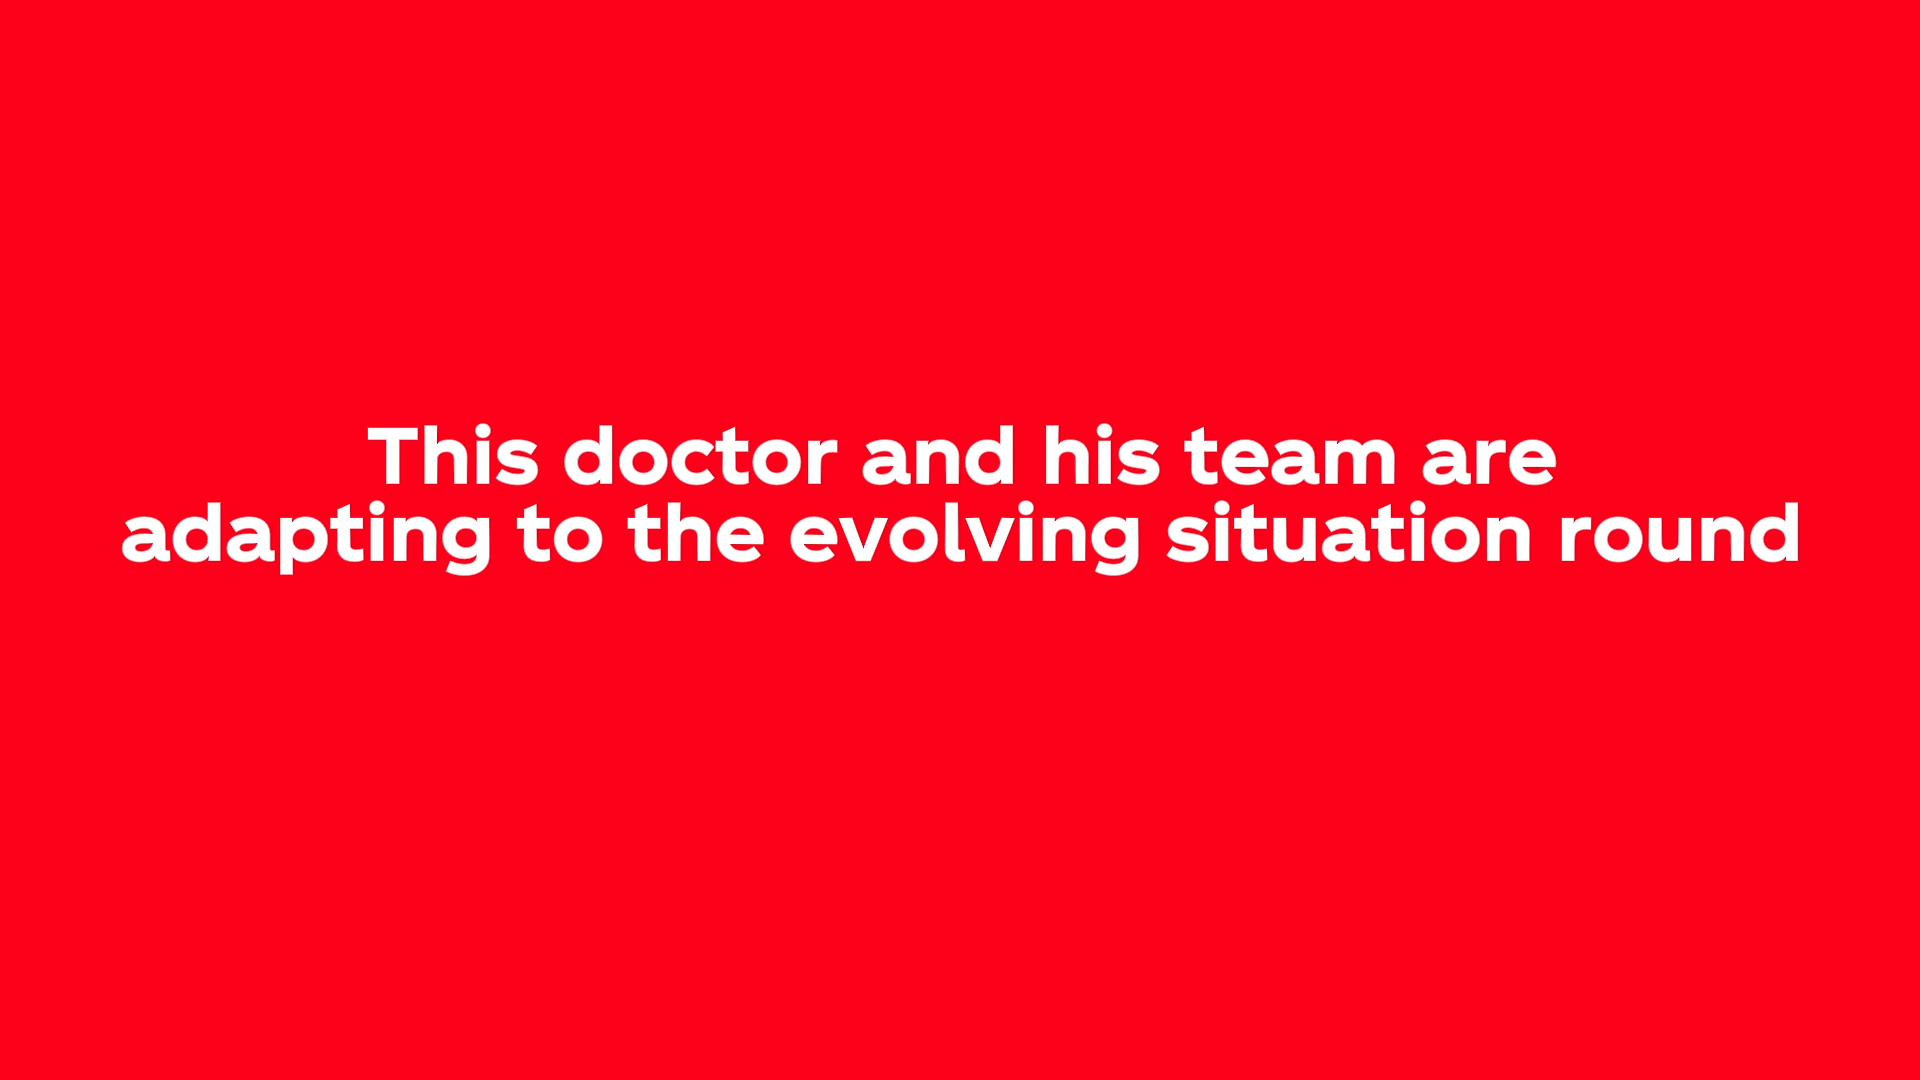 This doctor and his team are
adapting to the evolving situation round